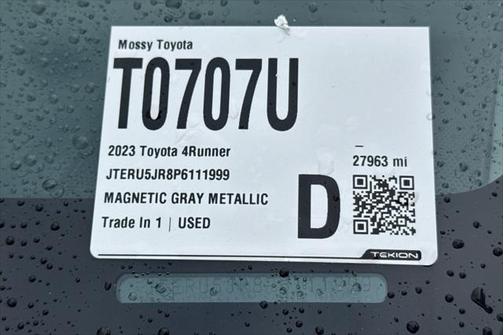 Mossy Toyota
T0707U
2023 Toyota 4Runner
27963 mi
JTERU5JR8P6111999
MAGNETIC GRAY METALLIC
Trade In 1 | USED
D
TEKION